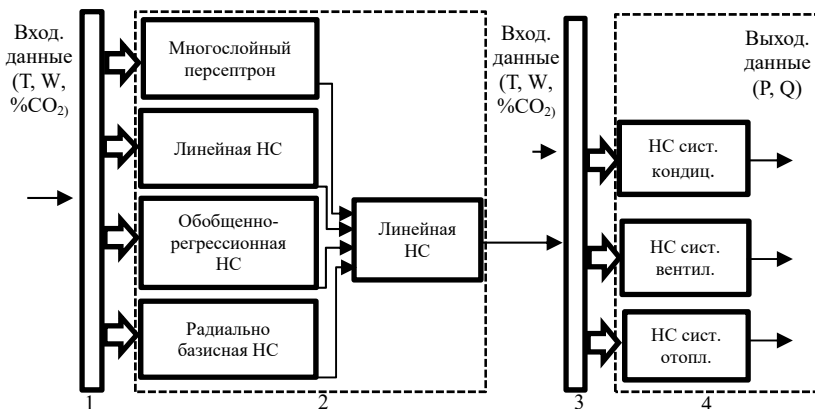 Вход.
данные
(T, W,
%CO2)
Многослойный
персептрон
Линейная НС
Обобщенно-
регрессионная
НС
Радиально
базисная НС
Линейная
НС
Вход.
данные
(T, W,
%CO2)
Выход.
данные
(P, Q)
НС сист.
кондиц.
НС сист.
вентил.
НС сист.
отопл.
1
2
3
4